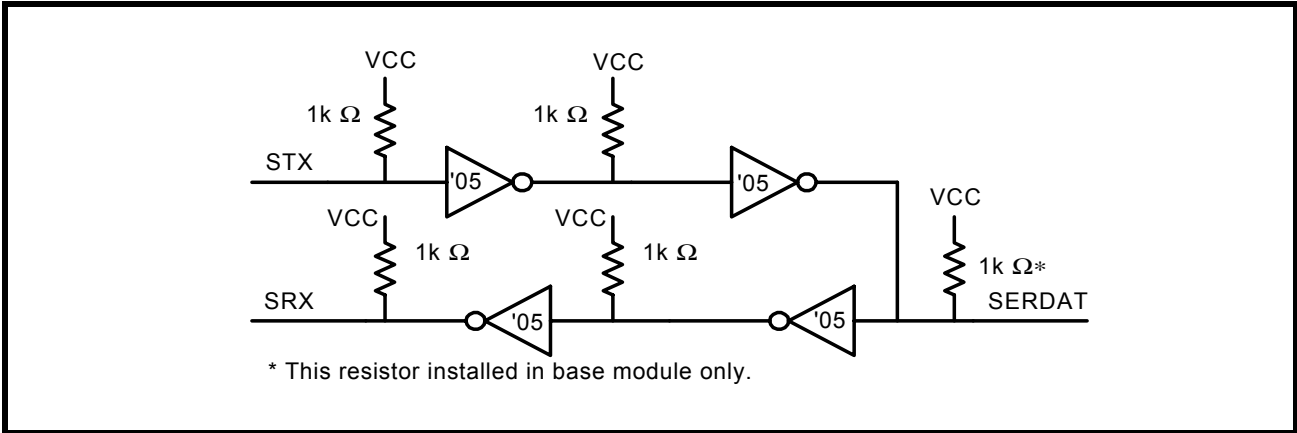 VCC
VCC
1k Ω
1k Ω
STX
'05
'05
VCC
VCC
VCC
1k Ω
1k Ω
1k Ω*
SRX
'05
'05
SERDAT
* This resistor installed in base module only.